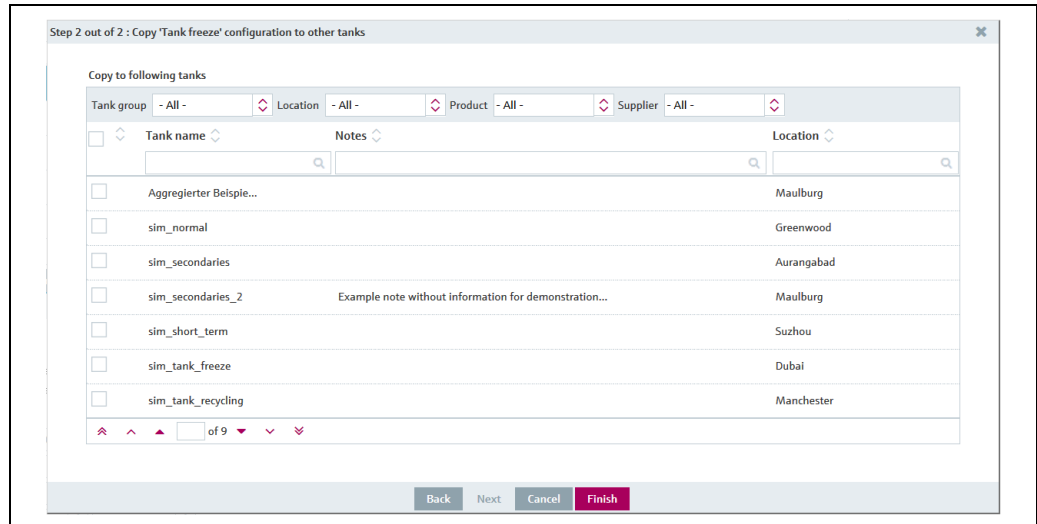 Step 2 out of 2 : Copy 'Tank freeze' configuration to other tanks
Copy to following tanks
Tank group - All - Location - All - Product - All - Supplier - All -
Tank name Notes Location
Aggregierter Beispie... Maulburg
sim_normal Greenwood
sim_secondaries Aurangabad
sim_secondaries_2 Example note without information for demonstration... Maulburg
sim_short_term Suzhou
sim_tank_freeze Dubai
sim_tank_recycling Manchester
of 9
Back Next Cancel Finish